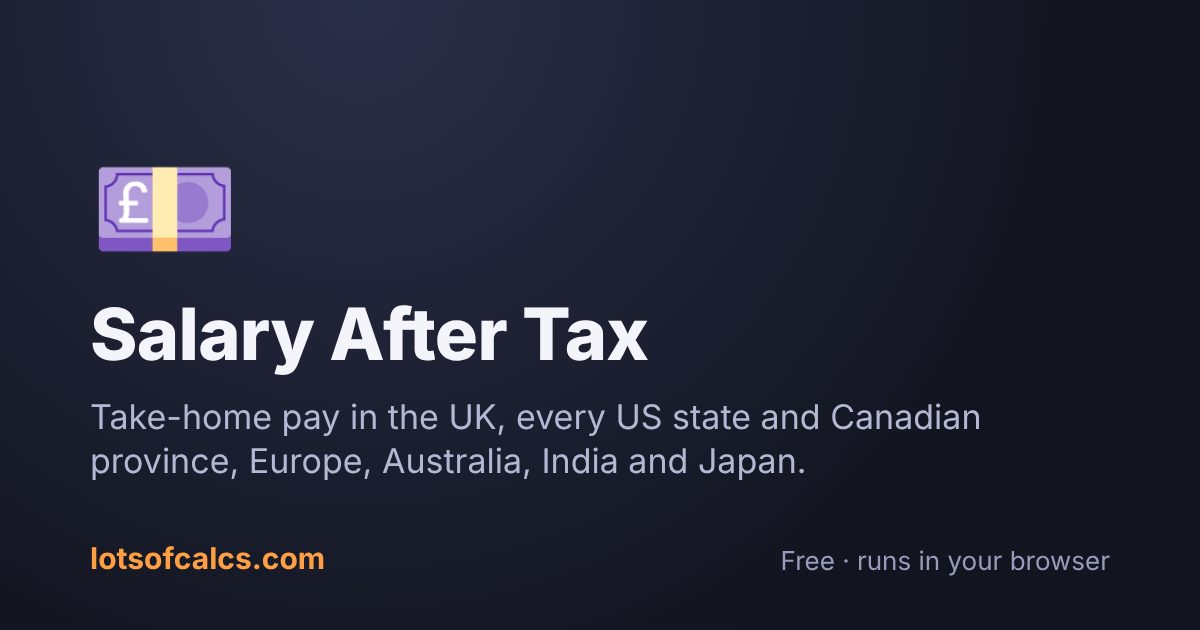 £
Salary After Tax
Take-home pay in the UK, every US state and Canadian
province, Europe, Australia, India and Japan.
lotsofcalcs.com
Free · runs in your browser